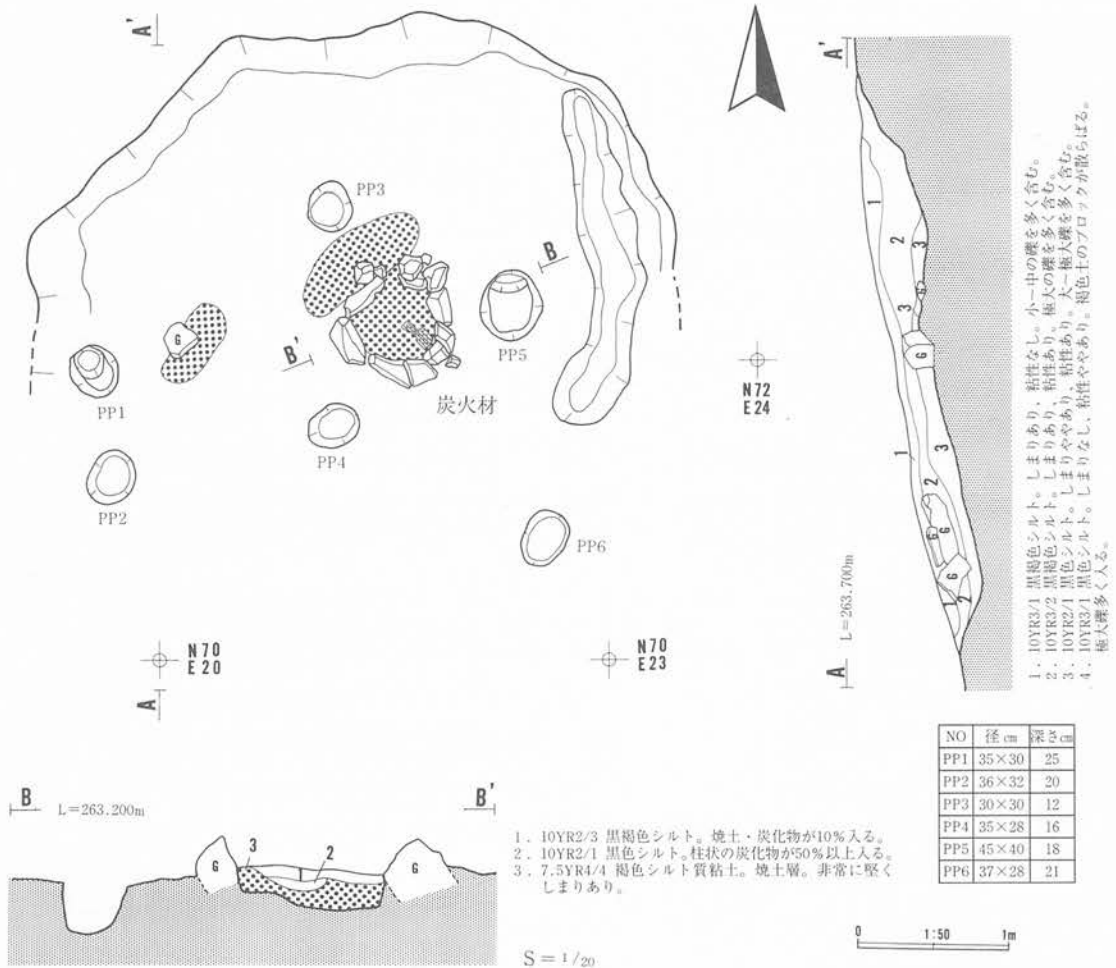 A'
PP3
B
B'
G
PP5
PP1
炭火材
PP4
PP2
PP6
N72
E24
N70
E20
N70
E23
A
A'
1
2
3
G
3
G
1
3
2
G
G
G
1
2
A
L=263.700m
1．10YR3/1 黒褐色シルト。しまりあり、粘性なし。小－中の礫を多く含む。
2．10YR3/2 黒褐色シルト。しまりあり、粘性あり。極大の礫を多く含む。
3．10YR2/1 黒色シルト。しまりややあり、粘性あり。大－極大礫を多く含む。
4．10YR3/1 黒色シルト。しまりなし、粘性ややあり。褐色土のブロックが散らばる。
極大礫多く入る。
NO 径cm 深さcm
PP1 35×30 25
PP2 36×32 20
PP3 30×30 12
PP4 35×28 16
PP5 45×40 18
PP6 37×28 21
B L=263.200m B'
G 3 1 2 G
1．10YR2/3 黒褐色シルト。焼土・炭化物が10％入る。
2．10YR2/1 黒色シルト。柱状の炭化物が50％以上入る。
3．7.5YR4/4 褐色シルト質粘土。焼土層。非常に堅く
しまりあり。
S＝1/20
0 1:50 1m